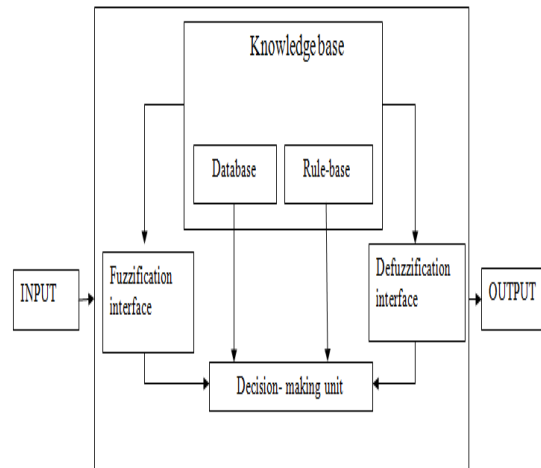 Knowledge base
Database
Rule-base
Fuzzification
interface
Defuzzification
interface
INPUT
OUTPUT
Decision- making unit